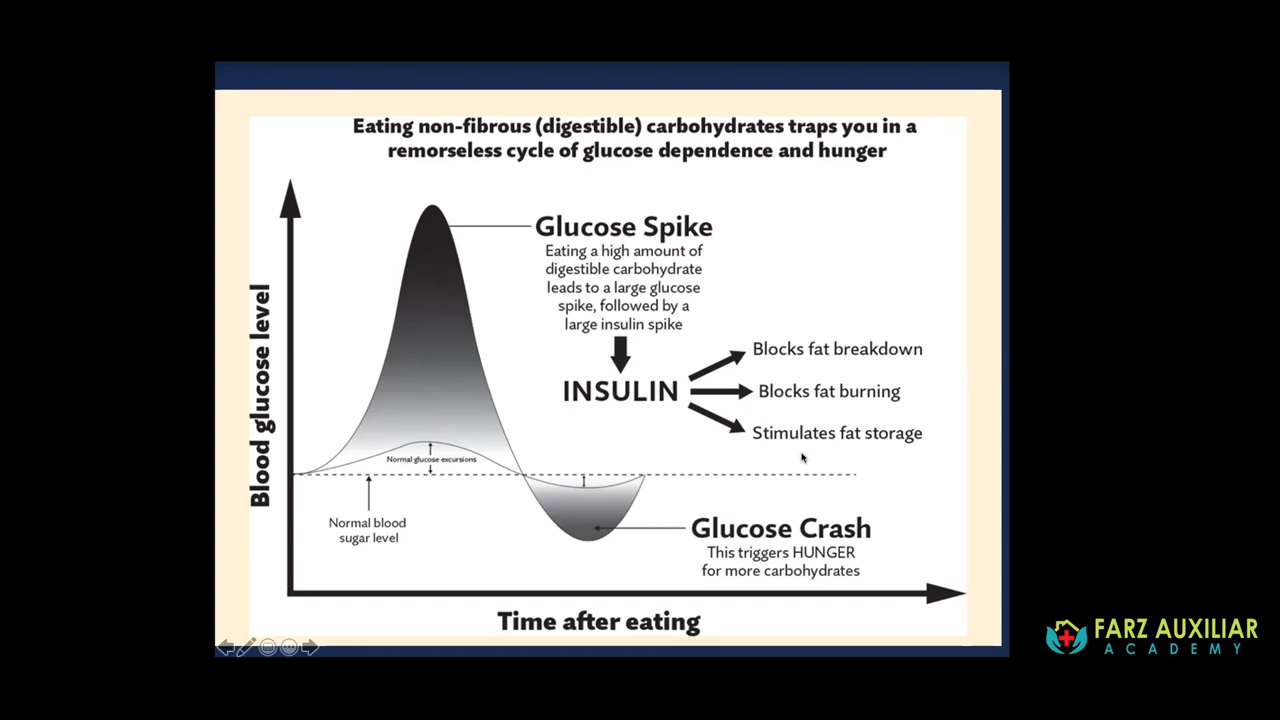 Eating non-fibrous (digestible) carbohydrates traps you in a
remorseless cycle of glucose dependence and hunger
Glucose Spike
Eating a high amount of
digestible carbohydrate
leads to a large glucose
spike, followed by a
large insulin spike
INSULIN
Blocks fat breakdown
Blocks fat burning
Stimulates fat storage
Blood glucose level
Normal glucose excursions
Normal blood
sugar level
Glucose Crash
This triggers HUNGER
for more carbohydrates
Time after eating
FARZ AUXILIAR
ACADEMY